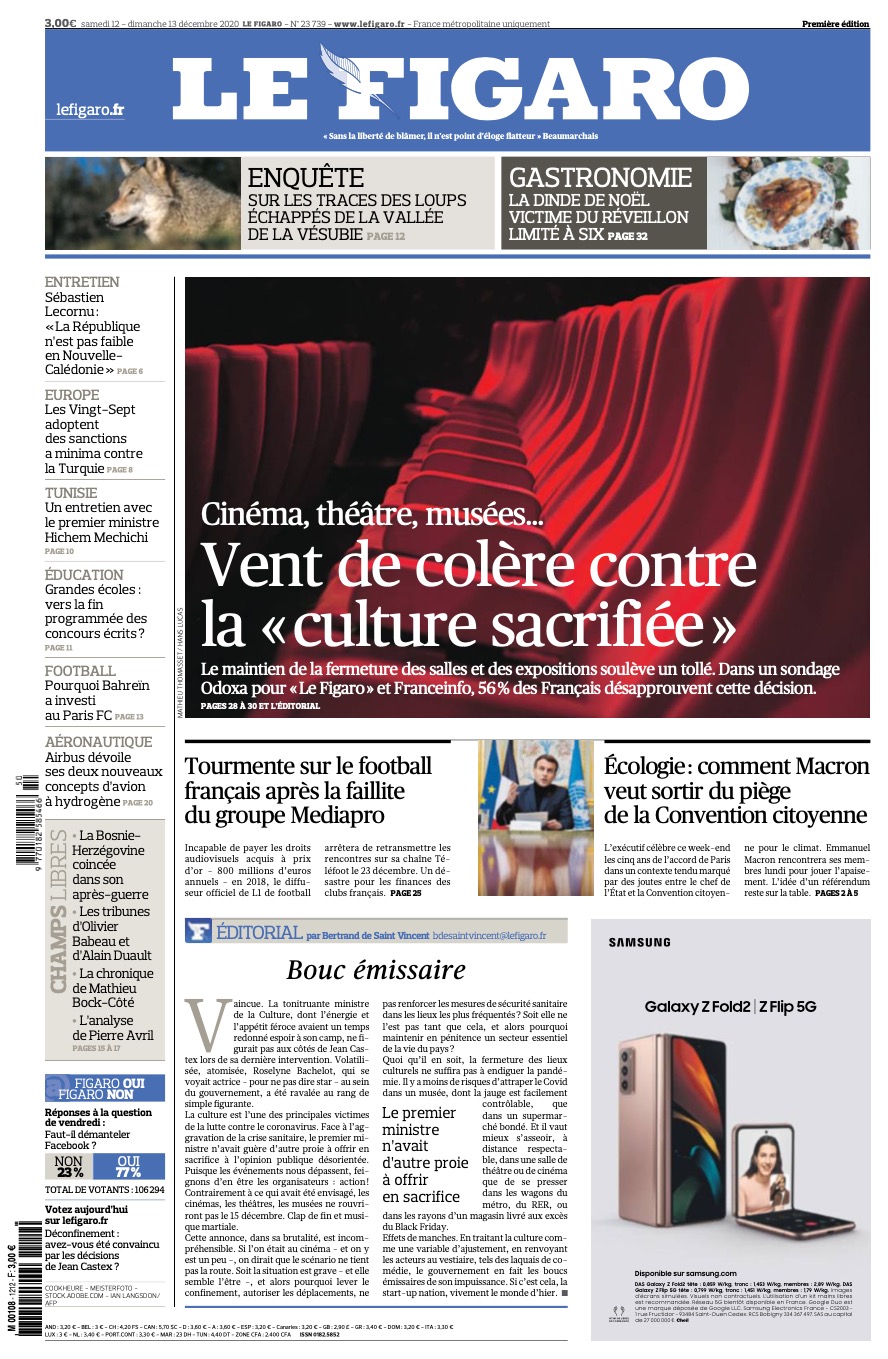 3,00€ samedi 12 – dimanche 13 décembre 2020 LE FIGARO - N° 23 739 - www.lefigaro.fr - France métropolitaine uniquement
Première édition
lefigaro.fr
LE FIGARO
« Sans la liberté de blâmer, il n'est point d'éloge flatteur » Beaumarchais
ENQUÊTE
SUR LES TRACES DES LOUPS
ÉCHAPPÉS DE LA VALLÉE
DE LA VÉSUBIE PAGE 12
GASTRONOMIE
LA DINDE DE NOËL
VICTIME DU RÉVEILLON
LIMITÉ À SIX PAGE 32
ENTRETIEN
Sébastien
Lecornu :
« La République
n'est pas faible
en Nouvelle-
Calédonie » PAGE 6
EUROPE
Les Vingt-Sept
adoptent
des sanctions
a minima contre
la Turquie PAGE 8
TUNISIE
Un entretien avec
le premier ministre
Hichem Mechichi
PAGE 10
ÉDUCATION
Grandes écoles :
vers la fin
programmée des
concours écrits ?
PAGE 11
FOOTBALL
Pourquoi Bahreïn
a investi
au Paris FC PAGE 13
AÉRONAUTIQUE
Airbus dévoile
ses deux nouveaux
concepts d'avion
à hydrogène PAGE 20
CHAMPS LIBRES
• La Bosnie-
Herzégovine
coincée
dans son
après-guerre
• Les tribunes
d'Olivier
Babeau et
d'Alain Duault
• La chronique
de Mathieu
Bock-Côté
• L'analyse
de Pierre Avril
PAGES 15 À 17
FIGARO OUI
FIGARO NON
Réponses à la question
de vendredi :
Faut-il démanteler
Facebook ?
NON
23 %
OUI
77 %
TOTAL DE VOTANTS : 106 294
Votez aujourd'hui
sur lefigaro.fr
Déconfinement :
avez-vous été convaincu
par les décisions
de Jean Castex ?
COOKHEURE - MEISTERFOTO -
STOCK.ADOBE.COM - IAN LANGSDON/
AFP
MATHIEU THOMASSET / HANS LUCAS
Cinéma, théâtre, musées...
Vent de colère contre
la « culture sacrifiée »
Le maintien de la fermeture des salles et des expositions soulève un tollé. Dans un sondage
Odoxa pour « Le Figaro » et Franceinfo, 56 % des Français désapprouvent cette décision.
PAGES 28 À 30 ET L'ÉDITORIAL
Tourmente sur le football
français après la faillite
du groupe Mediapro
Incapable de payer les droits
audiovisuels acquis à prix
d'or - 800 millions d'euros
annuels - en 2018, le diffu-
seur officiel de L1 de football
arrêtera de retransmettre les
rencontres sur sa chaîne Té-
léfoot le 23 décembre. Un dé-
sastre pour les finances des
clubs français. PAGE 25
Écologie : comment Macron
veut sortir du piège
de la Convention citoyenne
L'exécutif célèbre ce week-end
les cinq ans de l'accord de Paris
dans un contexte tendu marqué
par des joutes entre le chef de
l'État et la Convention citoyen-
ne pour le climat. Emmanuel
Macron rencontrera ses mem-
bres lundi pour jouer l'apaise-
ment. L'idée d'un référendum
reste sur la table. PAGES 2 À 5
ÉDITORIAL par Bertrand de Saint Vincent bdesaintvincent@lefigaro.fr
Bouc émissaire
Vaincue. La tonitruante ministre
de la Culture, dont l'énergie et
l'appétit féroce avaient un temps
redonné espoir à son camp, ne fi-
gurait pas aux côtés de Jean Cas-
tex lors de sa dernière intervention. Volatili-
sée, atomisée, Roselyne Bachelot, qui se
voyait actrice - pour ne pas dire star - au sein
du gouvernement, a été ravalée au rang de
simple figurante.
La culture est l'une des principales victimes
de la lutte contre le coronavirus. Face à l'ag-
gravation de la crise sanitaire, le premier mi-
nistre n'avait guère d'autre proie à offrir en
sacrifice à l'opinion publique désorientée.
Puisque les événements nous dépassent, fei-
gnons d'en être les organisateurs : action !
Contrairement à ce qui avait été envisagé, les
cinémas, les théâtres, les musées ne rouvri-
ront pas le 15 décembre. Clap de fin et musi-
que martiale.
Cette annonce, dans sa brutalité, est incom-
préhensible. Si l'on était au cinéma - et on y
est un peu -, on dirait que le scénario ne tient
pas la route. Soit la situation est grave - et elle
semble l'être -, et alors pourquoi lever le
confinement, autoriser les déplacements, ne
pas renforcer les mesures de sécurité sanitaire
dans les lieux les plus fréquentés ? Soit elle ne
l'est pas tant que cela, et alors pourquoi
maintenir en pénitence un secteur essentiel
de la vie du pays ?
Quoi qu'il en soit, la fermeture des lieux
culturels ne suffira pas à endiguer la pandé-
mie. Il y a moins de risques d'attraper le Covid
dans un musée, dont la jauge est facilement
contrôlable, que
dans un supermar-
ché bondé. Et il vaut
mieux s'asseoir, à
distance respecta-
ble, dans une salle de
théâtre ou de cinéma
que de se presser
dans les wagons du
métro, du RER, ou
dans les rayons d'un magasin livré aux excès
du Black Friday.
Effets de manches. En traitant la culture com-
me une variable d'ajustement, en renvoyant
les acteurs au vestiaire, tels des laquais de co-
médie, le gouvernement en fait les boucs
émissaires de son impuissance. Si c'est cela, la
start-up nation, vivement le monde d'hier. ■
Le premier
ministre
n'avait
d'autre proie
à offrir
en sacrifice
SAMSUNG
Galaxy Z Fold2 | Z Flip 5G
Disponible sur samsung.com
DAS Galaxy Z Fold2 tête : 0,859 W/kg, tronc : 1,453 W/kg, membres : 2,89 W/kg. DAS
Galaxy Z Flip 5G tête : 0,799 W/kg, tronc : 1,451 W/kg, membres : 1,79 W/kg. Images
d'écrans simulées. Visuels non contractuels. L'utilisation d'un kit mains libres
est recommandée. Réseau 5G bientôt disponible en France. Google Duo est
une marque déposée de Google LLC. Samsung Electronics France - CS2003 -
1 rue Fructidor - 93484 Saint-Ouen Cedex. RCS Bobigny 334 367 497. SAS au capital
de 27 000 000 €. Cheil
AND : 3,20 € - BEL : 3 € - CH : 4,20 FS - CAN : 5,70 $C - D : 3,60 € - A : 3,60 € - ESP : 3,20 € - Canaries : 3,20 € - GB : 2,90 £ - GR : 3,40 € - DOM : 3,20 € - ITA : 3,30 €
LUX : 3 € - NL : 3,40 € - PORT.CONT : 3,30 € - MAR : 23 DH - TUN : 4,40 DT - ZONE CFA : 2.400 CFA ISSN 0182.5852
M 00108 - 1212 - F: 3,00 €
9 770182 585466
50